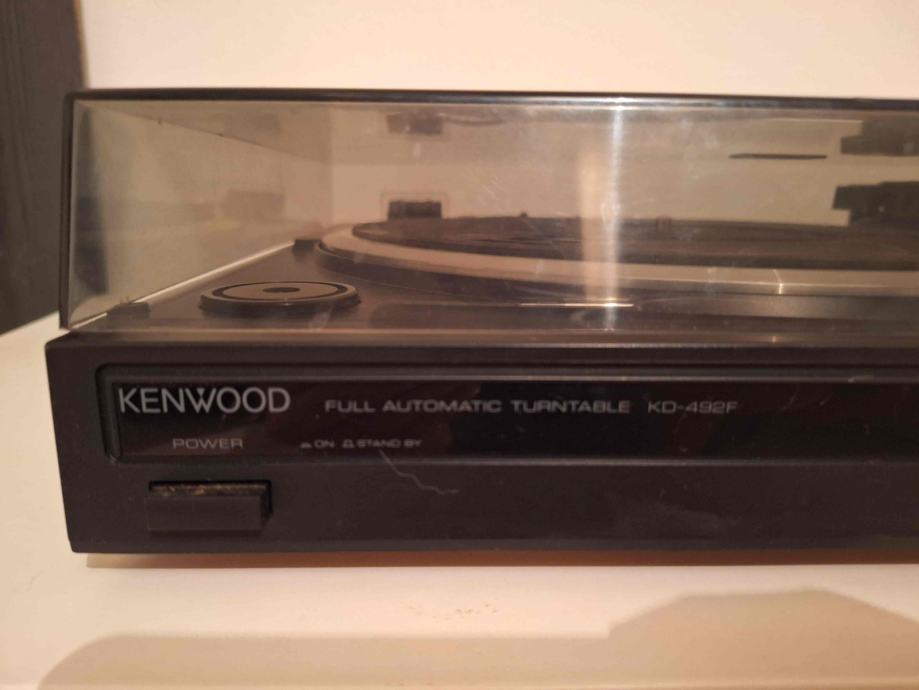 KENWOOD FULL AUTOMATIC TURNTABLE KD-492F
POWER ON STAND BY